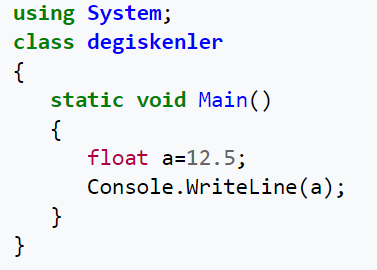 using System;
class degiskenler
{
   static void Main()
   {
      float a=12.5;
      Console.WriteLine(a);
   }
}